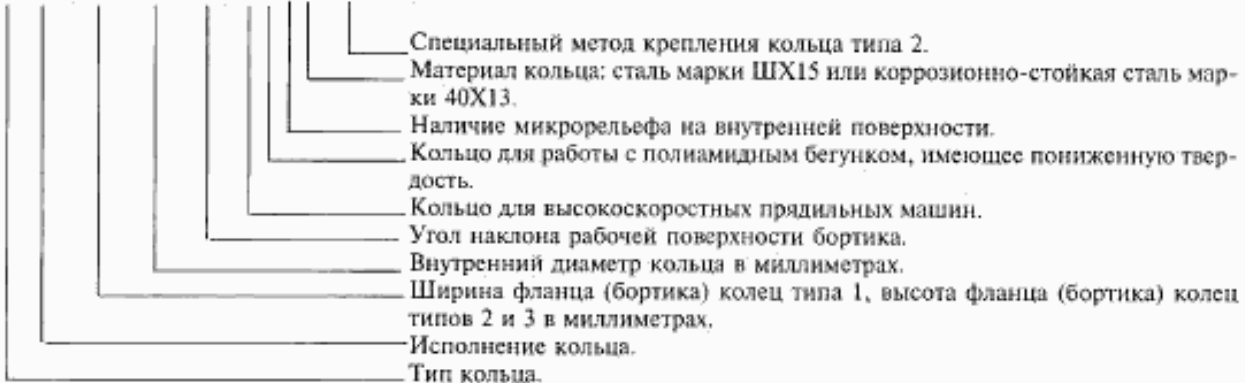 Специальный метод крепления кольца типа 2.
Материал кольца: сталь марки ШХ15 или коррозионно-стойкая сталь мар-
ки 40Х13.
Наличие микрорельефа на внутренней поверхности.
Кольцо для работы с полиамидным бегунком, имеющее пониженную твер-
дость.
Кольцо для высокоскоростных прядильных машин.
Угол наклона рабочей поверхности бортика.
Внутренний диаметр кольца в миллиметрах.
Ширина фланца (бортика) колец типа 1, высота фланца (бортика) колец
типов 2 и 3 в миллиметрах.
Исполнение кольца.
Тип кольца.